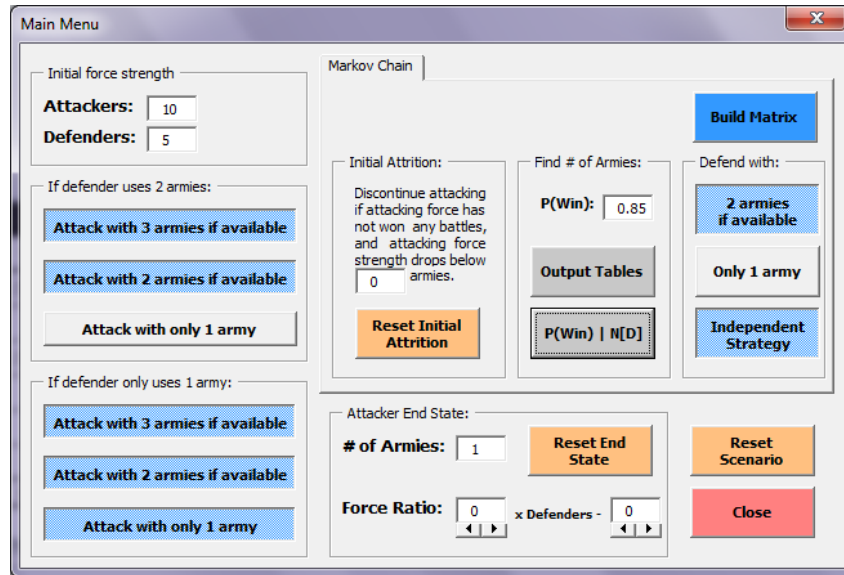 Main Menu
Initial force strength
Attackers: 10
Defenders: 5
If defender uses 2 armies:
Attack with 3 armies if available
Attack with 2 armies if available
Attack with only 1 army
If defender only uses 1 army:
Attack with 3 armies if available
Attack with 2 armies if available
Attack with only 1 army
Markov Chain
Build Matrix
Initial Attrition:
Discontinue attacking
if attacking force has
not won any battles,
and attacking force
strength drops below
0 armies.
Reset Initial
Attrition
Find # of Armies:
P(Win): 0.85
Output Tables
P(Win) | N[D]
Defend with:
2 armies
if available
Only 1 army
Independent
Strategy
Attacker End State:
# of Armies: 1
Reset End
State
Force Ratio: 0 x Defenders - 0
Reset
Scenario
Close